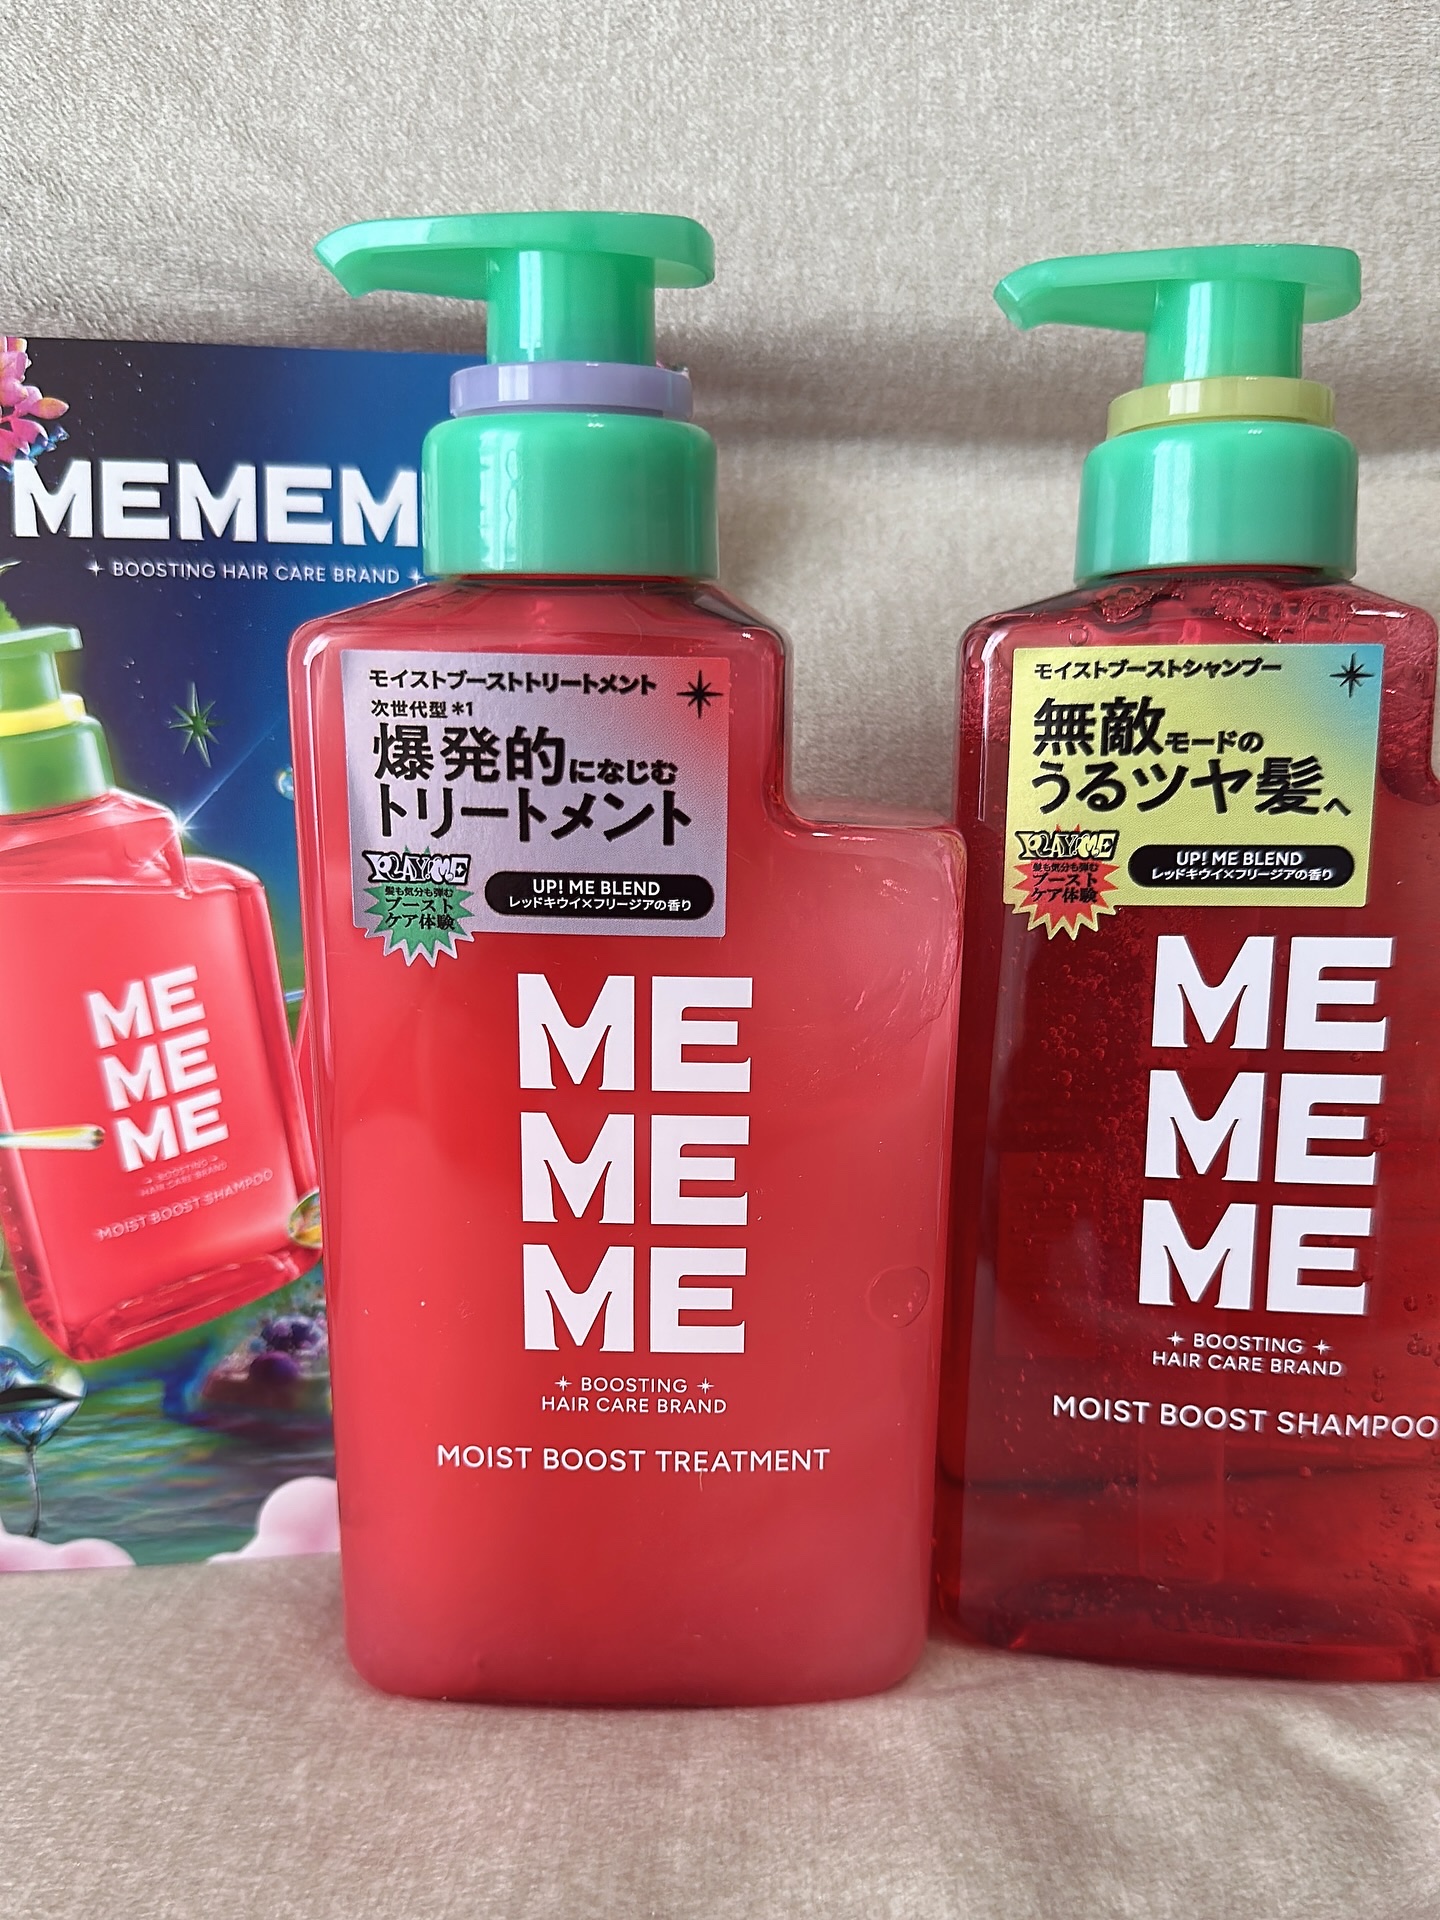 MEMEM
BOOSTING HAIR CARE BRAND
ME
ME
ME
BOOSTING
HAIR CARE BRAND
MOIST BOOST SHAMPOO
モイストブーストトリートメント
次世代型*1
爆発的になじむ
トリートメント
PLAY!ME
髪も気分も弾む
ブースト
ケア体験
UP! ME BLEND
レッドキウイ×フリージアの香り
ME
ME
ME
BOOSTING
HAIR CARE BRAND
MOIST BOOST TREATMENT
モイストブーストシャンプー
無敵モードの
うるツヤ髪へ
PLAY!ME
髪も気分も弾む
ブースト
ケア体験
UP! ME BLEND
レッドキウイ×フリージアの香り
ME
ME
ME
BOOSTING
HAIR CARE BRAND
MOIST BOOST SHAMPOO